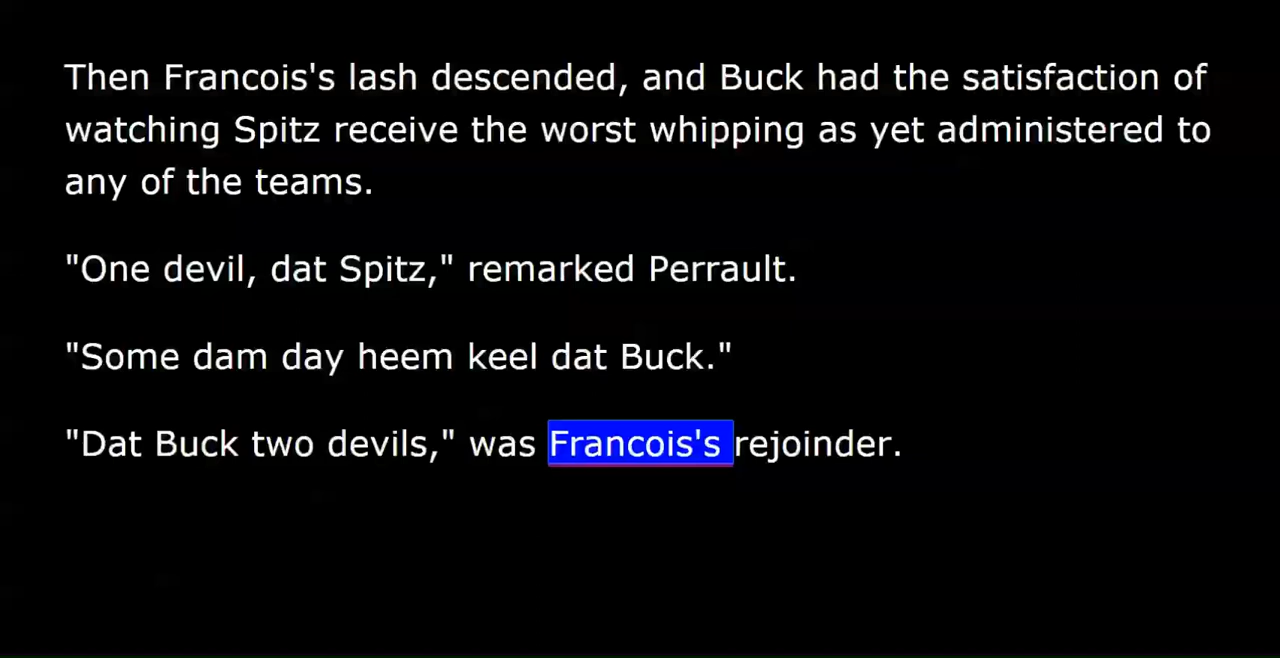 Then Francois's lash descended, and Buck had the satisfaction of
watching Spitz receive the worst whipping as yet administered to
any of the teams.
"One devil, dat Spitz," remarked Perrault.
"Some dam day heem keel dat Buck."
"Dat Buck two devils," was Francois's rejoinder.